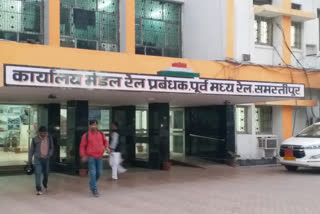 कार्यालय मंडल रेल प्रबंधक, पूर्व मध्य रेल, समस्तीपुर